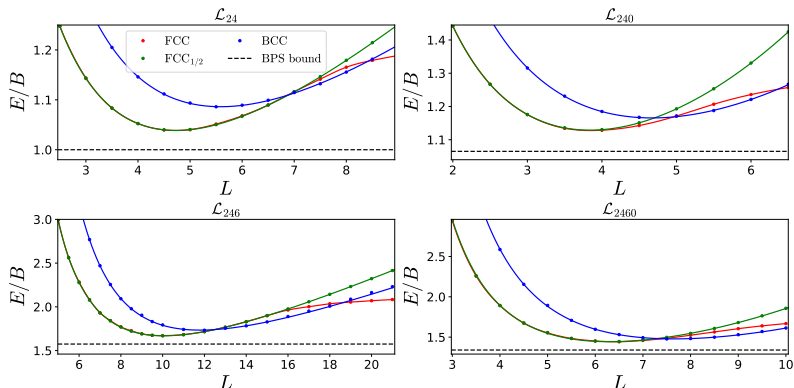 ℒ₂₄
E/B
1.2
1.1
1.0
FCC
FCC₁/₂
BCC
BPS bound
3 4 5 6 7 8
L
ℒ₂₄₀
E/B
1.4
1.3
1.2
1.1
2 3 4 5 6
L
ℒ₂₄₆
E/B
3.0
2.5
2.0
1.5
6 8 10 12 14 16 18 20
L
ℒ₂₄₆₀
E/B
2.5
2.0
1.5
3 4 5 6 7 8 9 10
L